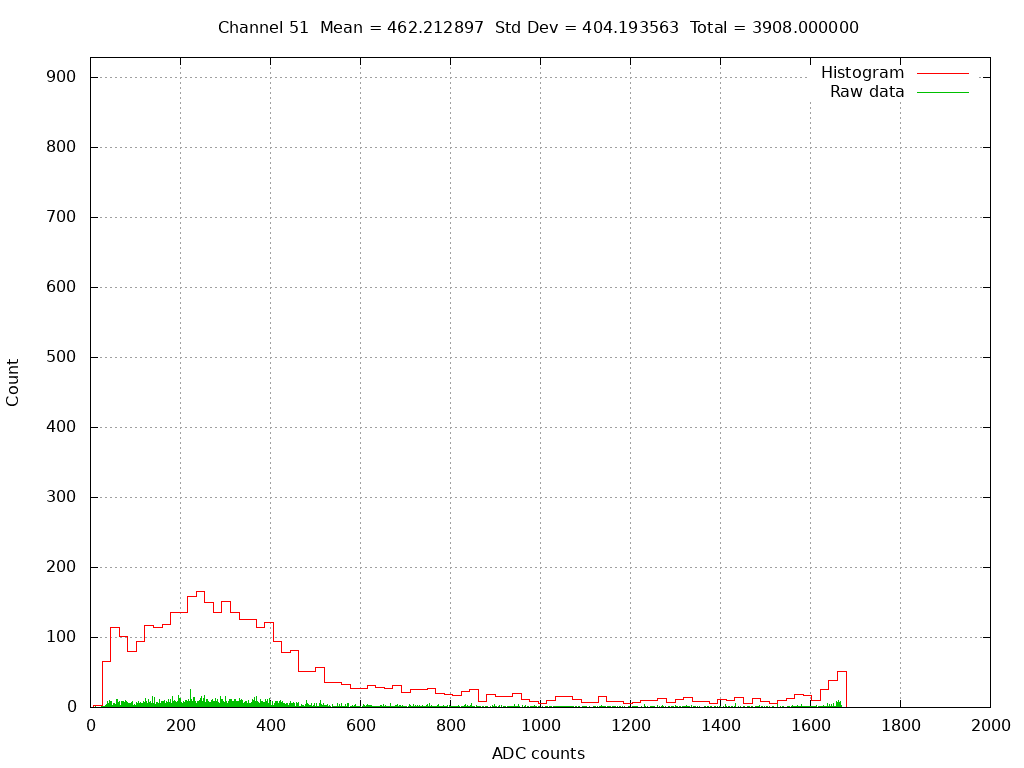 Channel 51  Mean = 462.212897  Std Dev = 404.193563  Total = 3908.000000
Histogram
Raw data
900
800
700
600
500
400
300
200
100
0
Count
0 200 400 600 800 1000 1200 1400 1600 1800 2000
ADC counts